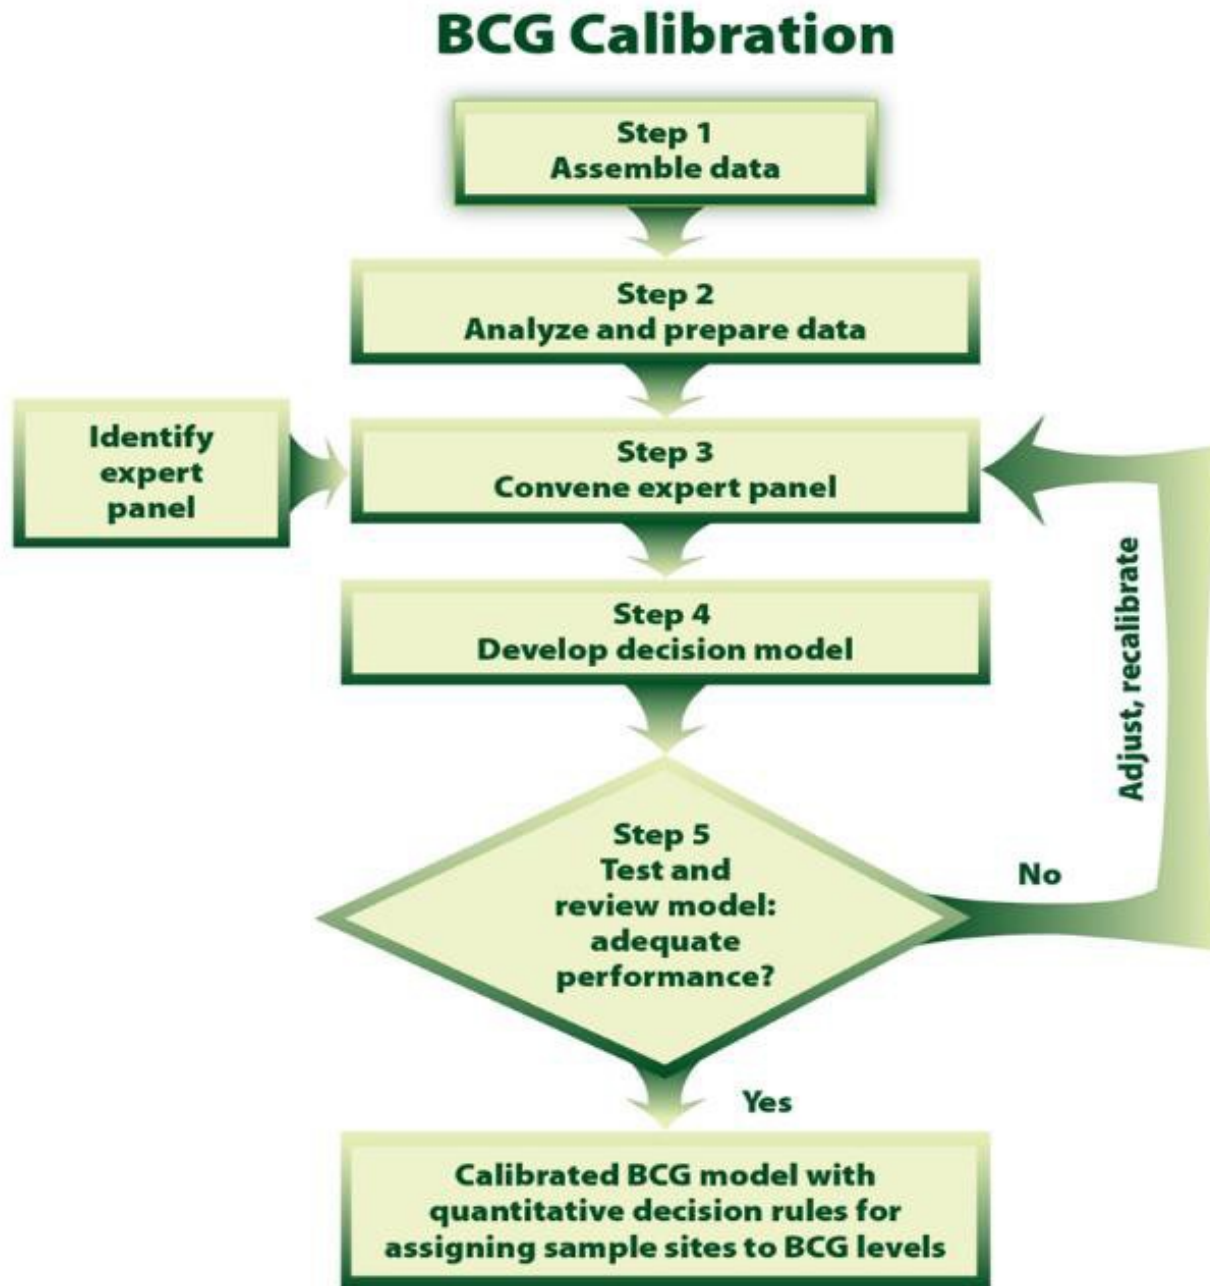 BCG Calibration
Step 1
Assemble data
Step 2
Analyze and prepare data
Identify
expert
panel
Step 3
Convene expert panel
Step 4
Develop decision model
Adjust, recalibrate
Step 5
Test and
review model:
adequate
performance?
No
Yes
Calibrated BCG model with
quantitative decision rules for
assigning sample sites to BCG levels